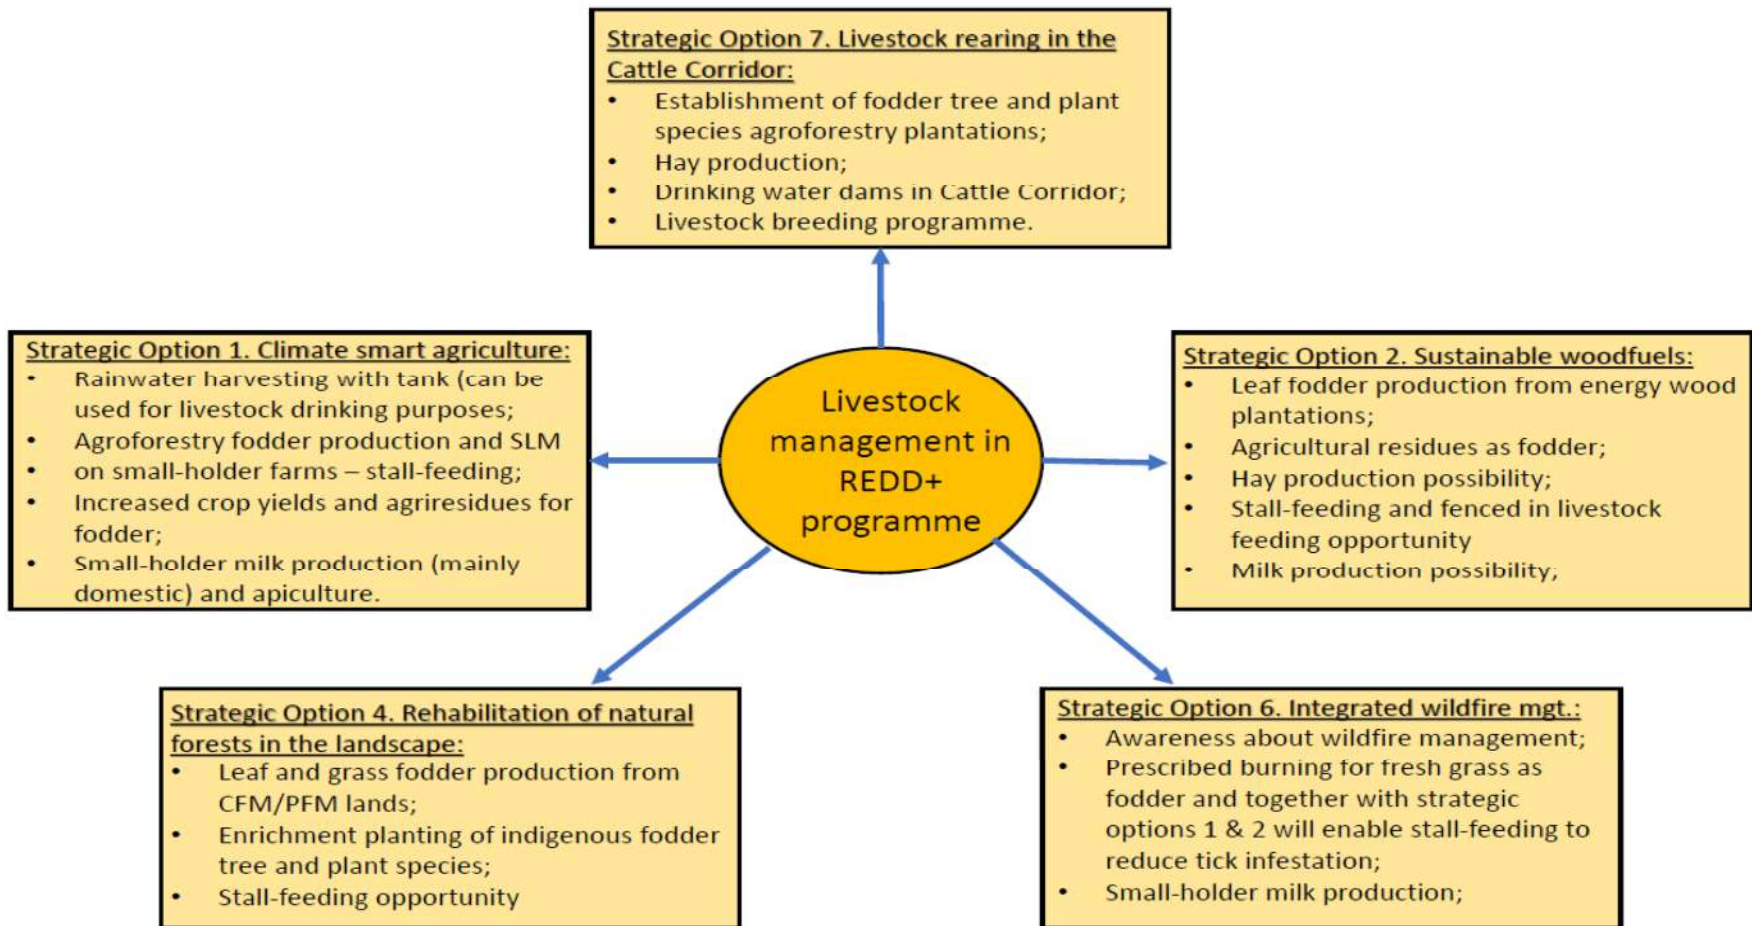 Strategic Option 7. Livestock rearing in the
Cattle Corridor:
• Establishment of fodder tree and plant
species agroforestry plantations;
• Hay production;
• Drinking water dams in Cattle Corridor;
• Livestock breeding programme.
Strategic Option 1. Climate smart agriculture:
• Rainwater harvesting with tank (can be
used for livestock drinking purposes;
• Agroforestry fodder production and SLM
• on small-holder farms – stall-feeding;
• Increased crop yields and agriresidues for
fodder;
• Small-holder milk production (mainly
domestic) and apiculture.
Livestock
management in
REDD+
programme
Strategic Option 2. Sustainable woodfuels:
• Leaf fodder production from energy wood
plantations;
• Agricultural residues as fodder;
• Hay production possibility;
• Stall-feeding and fenced in livestock
feeding opportunity
• Milk production possibility;
Strategic Option 4. Rehabilitation of natural
forests in the landscape:
• Leaf and grass fodder production from
CFM/PFM lands;
• Enrichment planting of indigenous fodder
tree and plant species;
• Stall-feeding opportunity
Strategic Option 6. Integrated wildfire mgt.:
• Awareness about wildfire management;
• Prescribed burning for fresh grass as
fodder and together with strategic
options 1 & 2 will enable stall-feeding to
reduce tick infestation;
• Small-holder milk production;